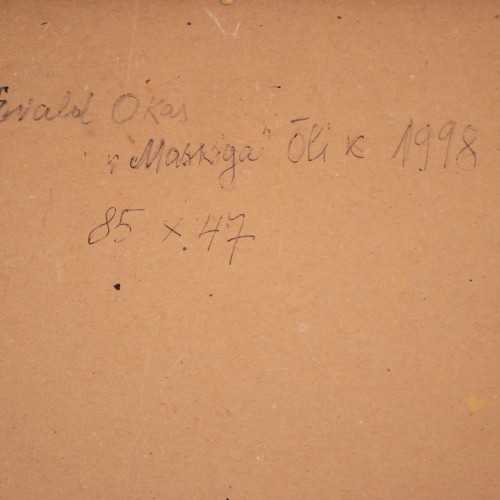 Evald Okas
„Maskiga" Õli k 1998
85 x 47